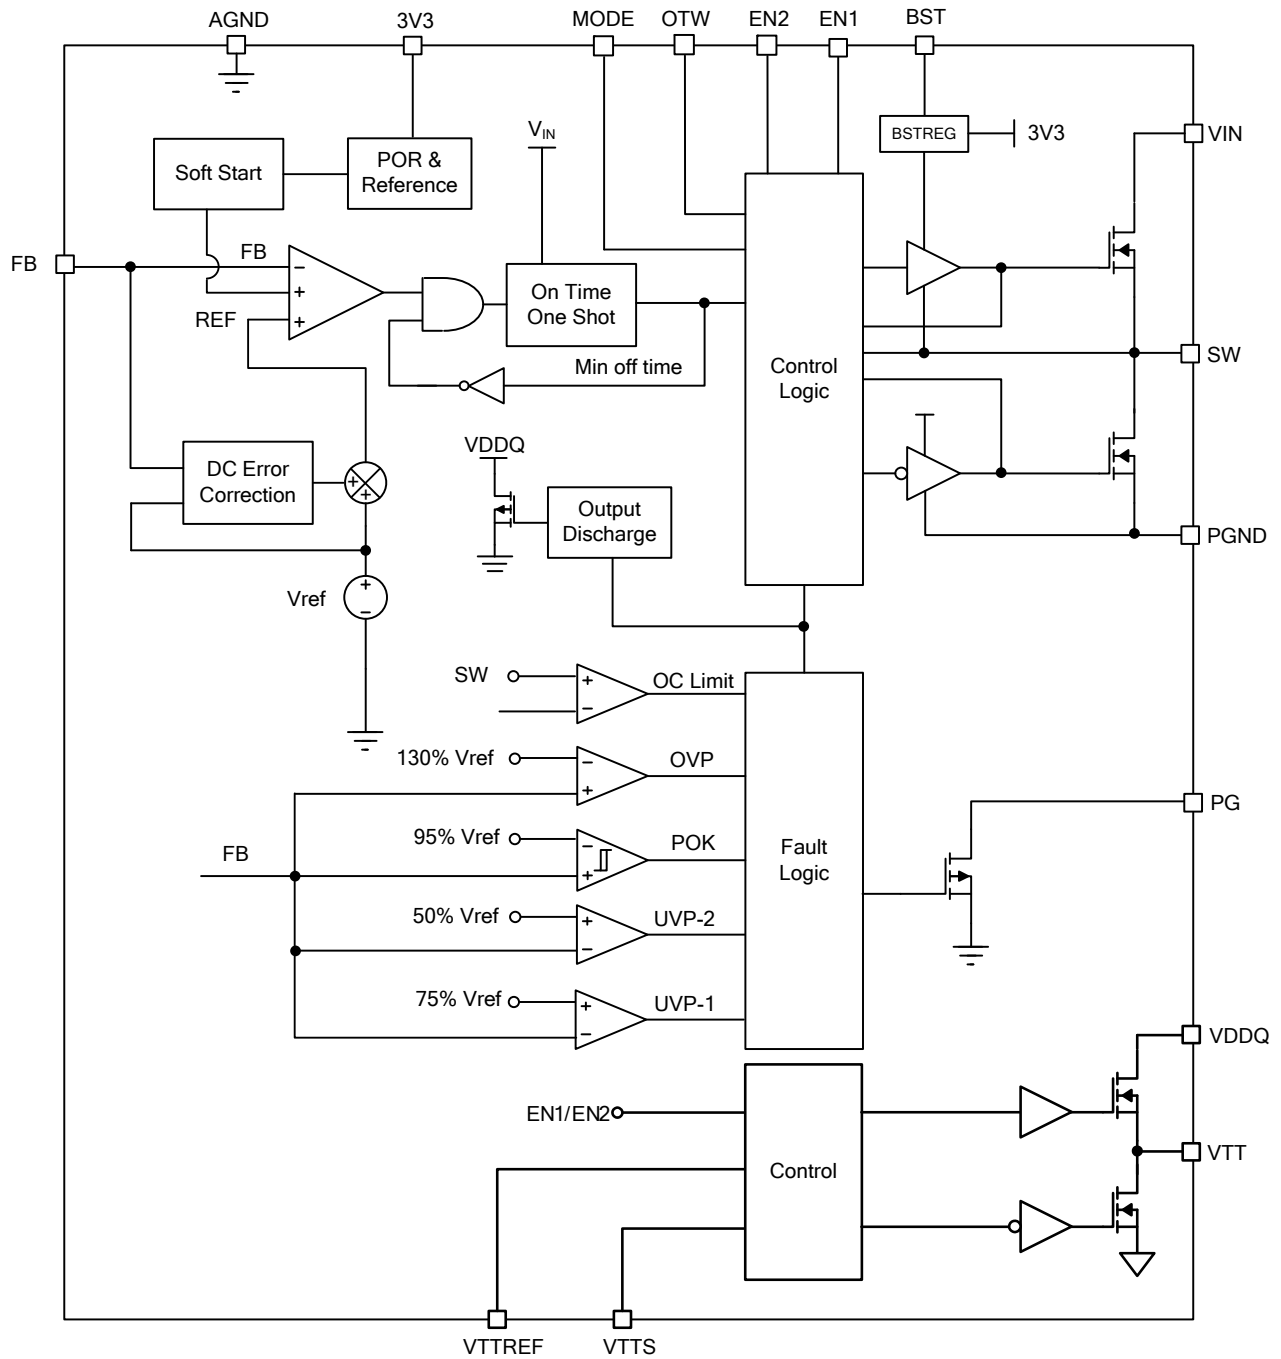 AGND
3V3
MODE
OTW
EN2
EN1
BST
VIN
BSTREG
3V3
VIN
Soft Start
POR &
Reference
FB
FB
−
+
+
REF
On Time
One Shot
Min off time
Control
Logic
SW
VDDQ
DC Error
Correction
+
+
Output
Discharge
PGND
Vref
+
−
SW
+
−
OC Limit
130% Vref
−
+
OVP
PG
95% Vref
−
+
POK
FB
Fault
Logic
50% Vref
+
−
UVP-2
75% Vref
+
−
UVP-1
VDDQ
EN1/EN2
Control
VTT
VTTREF
VTTS